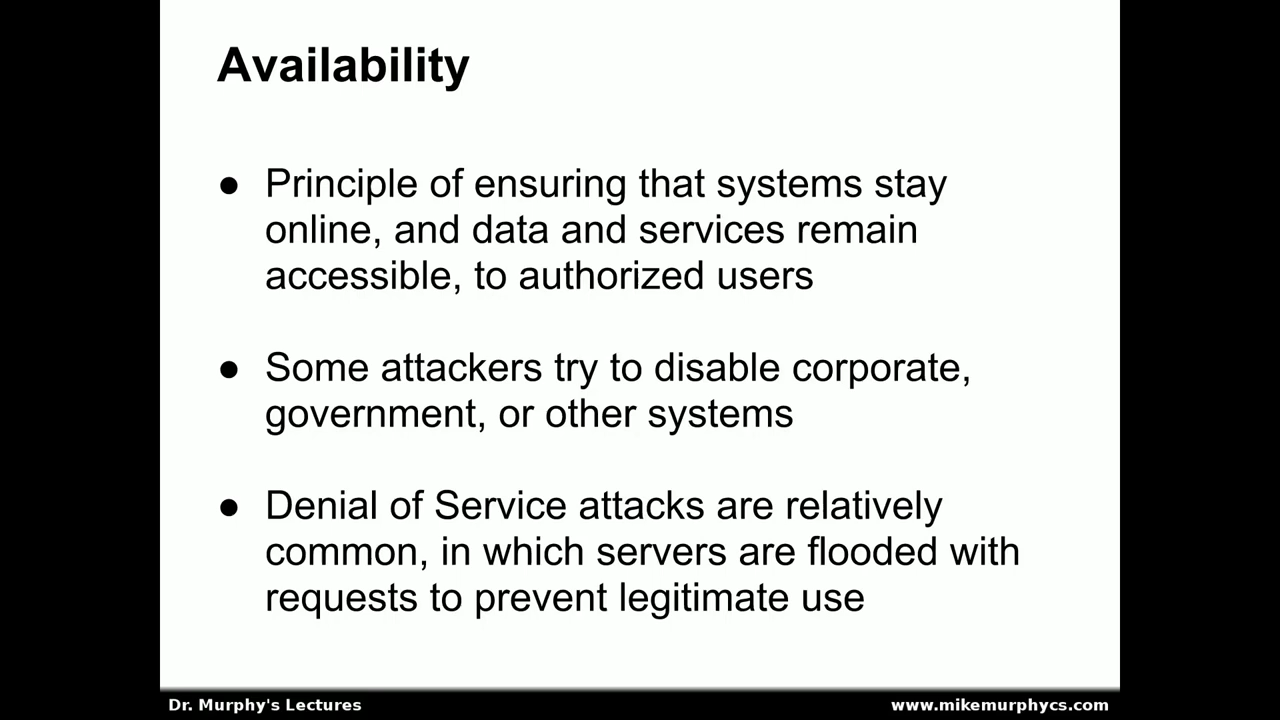 Availability
● Principle of ensuring that systems stay
online, and data and services remain
accessible, to authorized users
● Some attackers try to disable corporate,
government, or other systems
● Denial of Service attacks are relatively
common, in which servers are flooded with
requests to prevent legitimate use
Dr. Murphy's Lectures
www.mikemurphycs.com